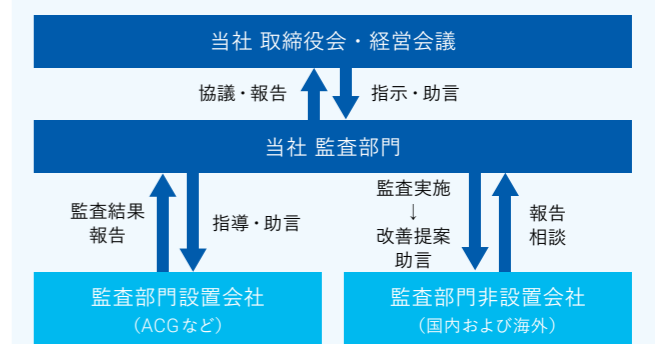 当社 取締役会・経営会議
協議・報告
指示・助言
当社 監査部門
監査結果
報告
指導・助言
監査実施
↓
改善提案
助言
報告
相談
監査部門設置会社
（ACGなど）
監査部門非設置会社
（国内および海外）